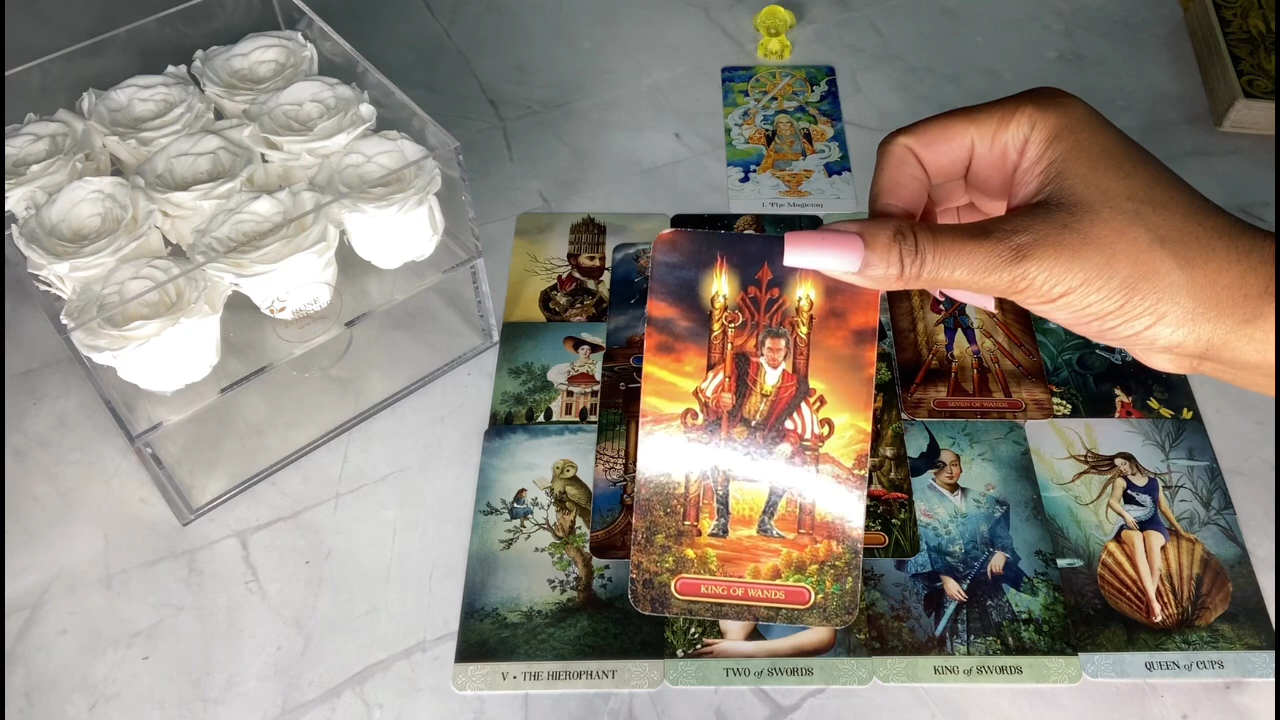 I. The Magician
SEVEN OF WANDS
KING OF WANDS
V • THE HIEROPHANT
TWO of SWORDS
KING of SWORDS
QUEEN of CUPS